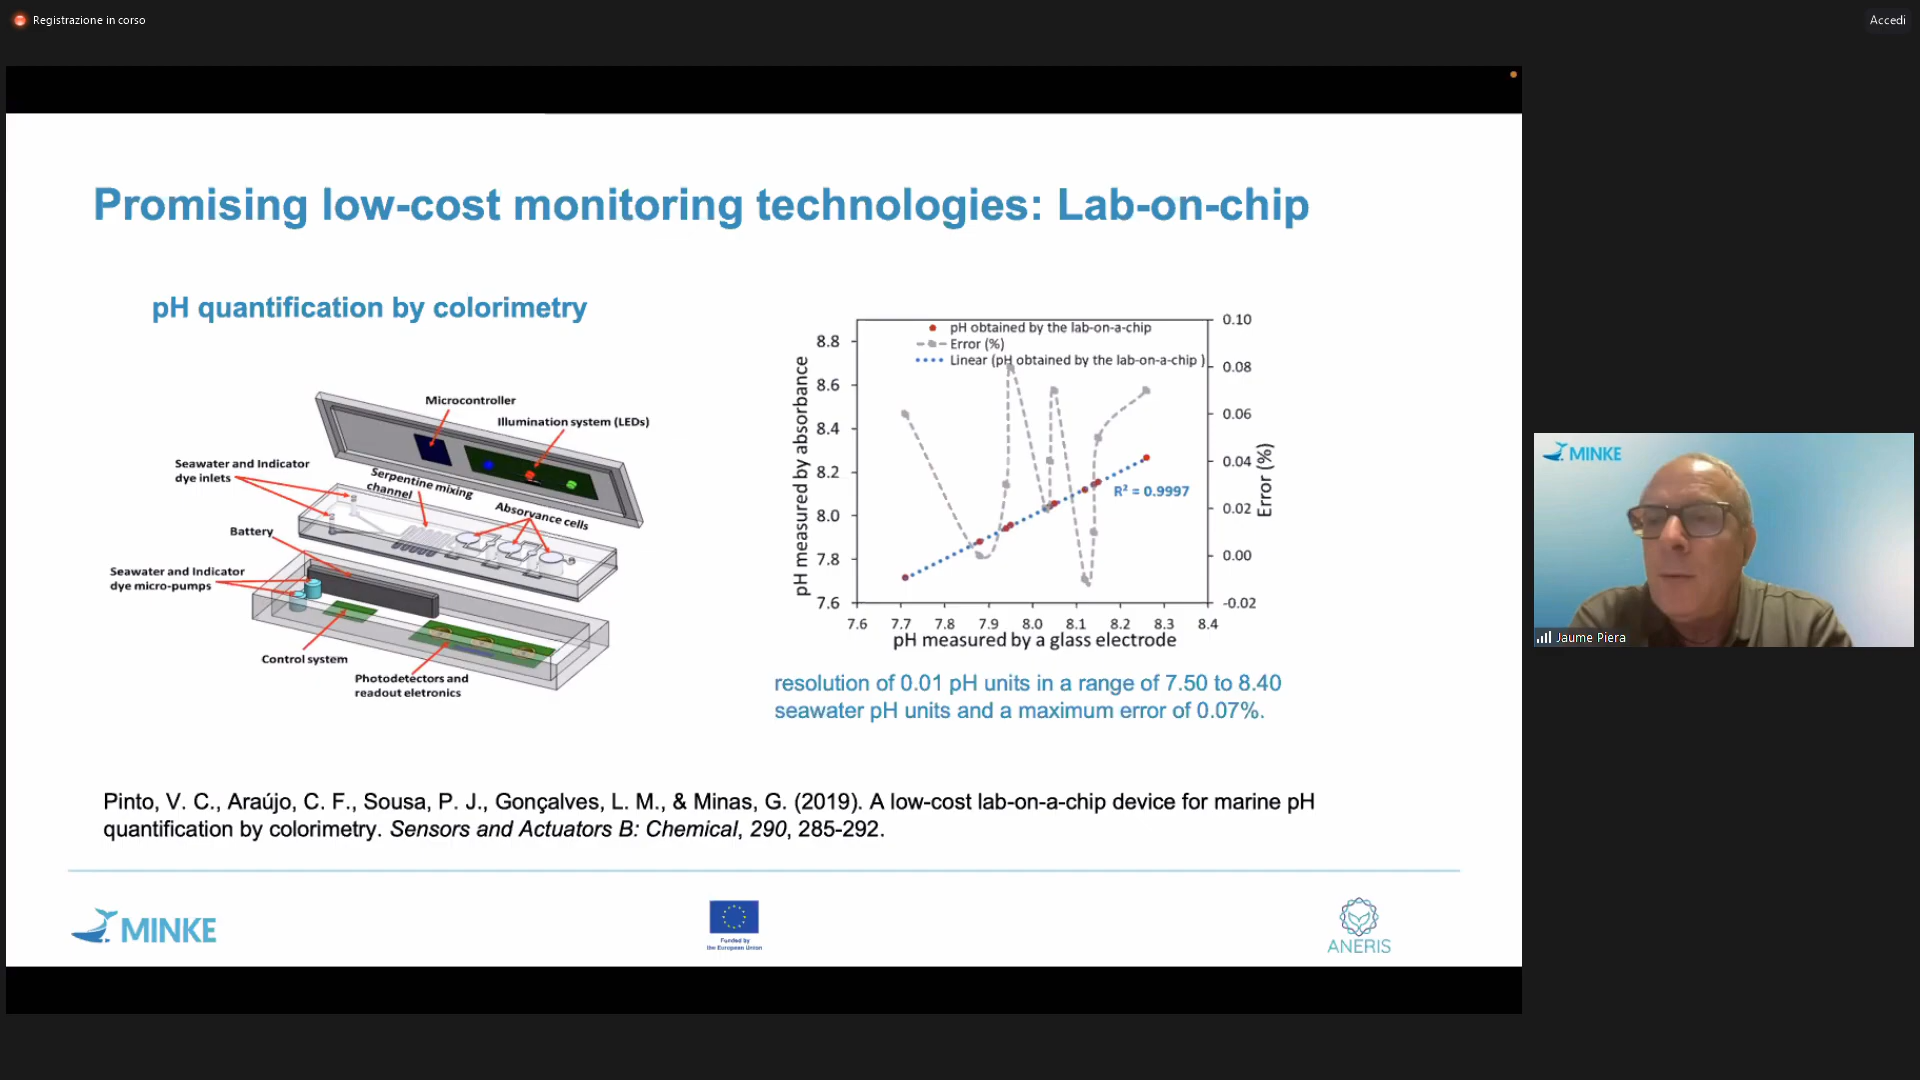 Registrazione in corso
Accedi
Promising low-cost monitoring technologies: Lab-on-chip
pH quantification by colorimetry
Microcontroller
Illumination system (LEDs)
Seawater and Indicator
dye inlets
Serpentine mixing
channel
Absorvance cells
Battery
Seawater and Indicator
dye micro-pumps
Control system
Photodetectors and
readout eletronics
pH obtained by the lab-on-a-chip
Error (%)
Linear (pH obtained by the lab-on-a-chip )
pH measured by absorbance
8.8
8.6
8.4
8.2
8.0
7.8
7.6
0.10
0.08
0.06
0.04
0.02
0.00
-0.02
Error (%)
R² = 0.9997
7.6 7.7 7.8 7.9 8.0 8.1 8.2 8.3 8.4
pH measured by a glass electrode
resolution of 0.01 pH units in a range of 7.50 to 8.40
seawater pH units and a maximum error of 0.07%.
Pinto, V. C., Araújo, C. F., Sousa, P. J., Gonçalves, L. M., & Minas, G. (2019). A low-cost lab-on-a-chip device for marine pH
quantification by colorimetry. Sensors and Actuators B: Chemical, 290, 285-292.
MINKE
Funded by
the European Union
ANERIS
MINKE
Jaume Piera